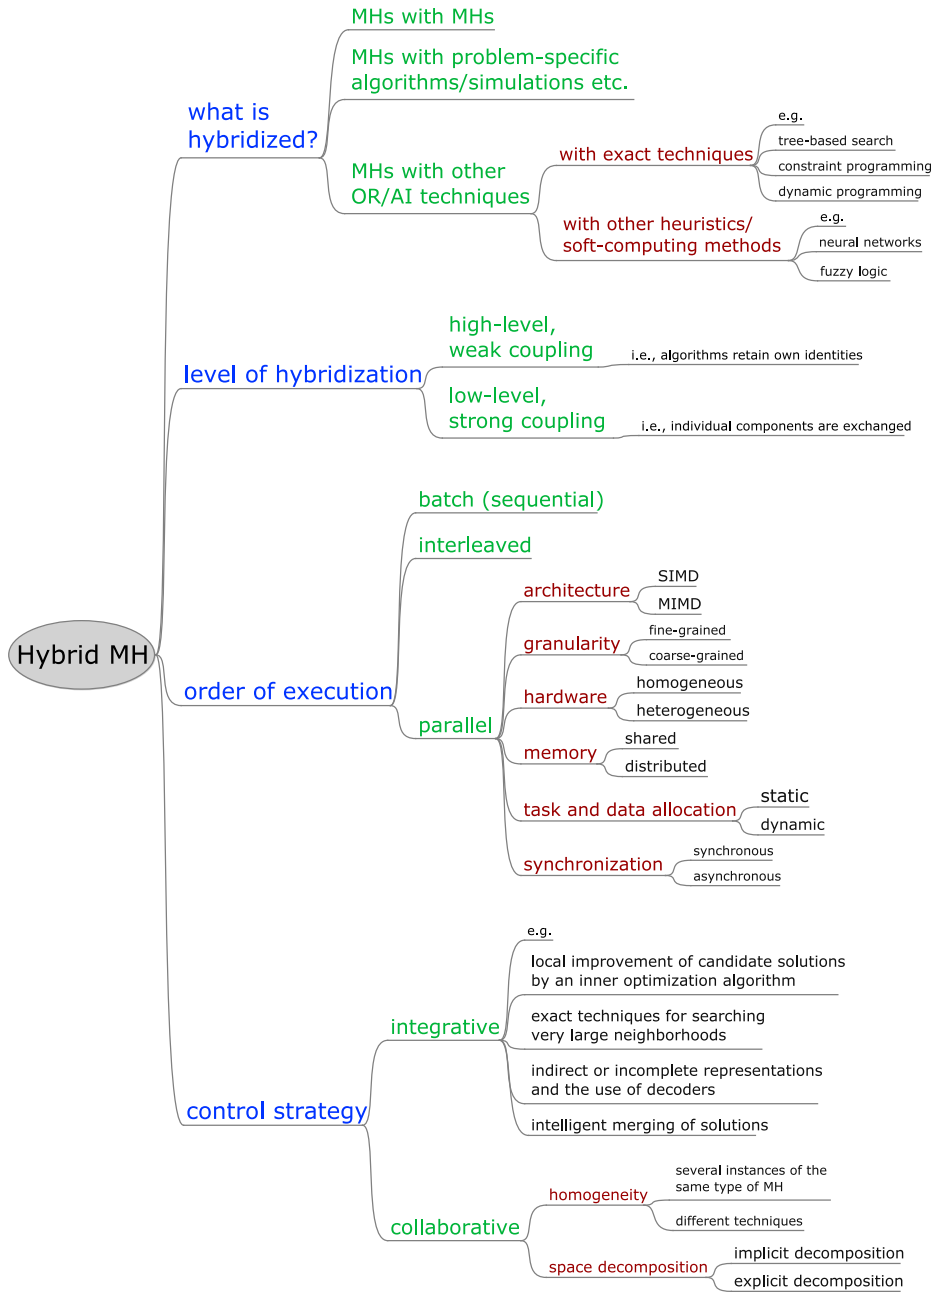 Hybrid MH
what is
hybridized?
MHs with MHs
MHs with problem-specific
algorithms/simulations etc.
MHs with other
OR/AI techniques
with exact techniques
e.g.
tree-based search
constraint programming
dynamic programming
with other heuristics/
soft-computing methods
e.g.
neural networks
fuzzy logic
level of hybridization
high-level,
weak coupling
i.e., algorithms retain own identities
low-level,
strong coupling
i.e., individual components are exchanged
order of execution
batch (sequential)
interleaved
parallel
architecture
SIMD
MIMD
granularity
fine-grained
coarse-grained
hardware
homogeneous
heterogeneous
memory
shared
distributed
task and data allocation
static
dynamic
synchronization
synchronous
asynchronous
control strategy
integrative
e.g.
local improvement of candidate solutions
by an inner optimization algorithm
exact techniques for searching
very large neighborhoods
indirect or incomplete representations
and the use of decoders
intelligent merging of solutions
collaborative
homogeneity
several instances of the
same type of MH
different techniques
space decomposition
implicit decomposition
explicit decomposition